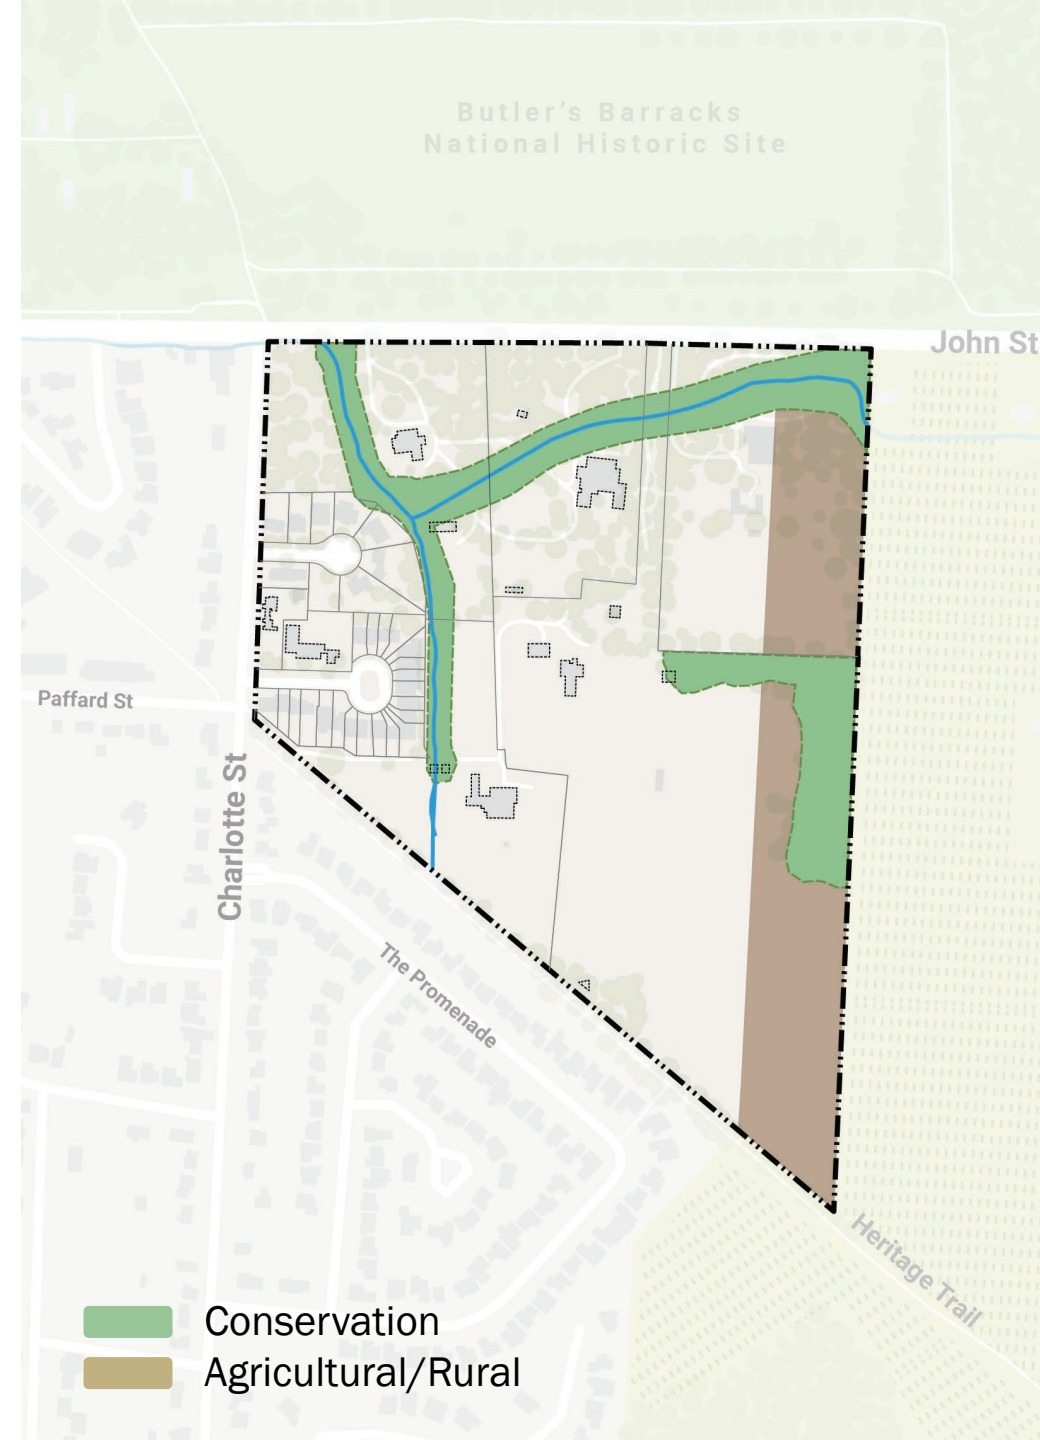 Butler's Barracks
National Historic Site
John St
Paffard St
Charlotte St
The Promenade
Heritage Trail
Conservation
Agricultural/Rural